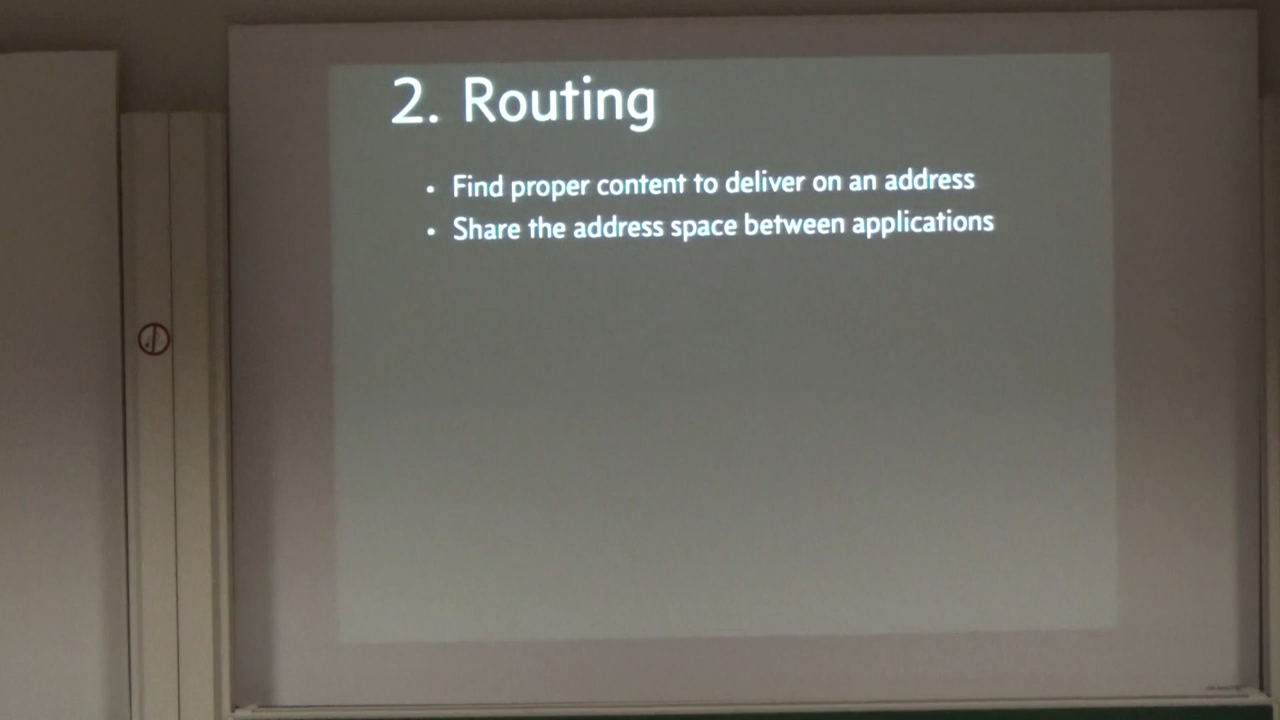 2. Routing
• Find proper content to deliver on an address
• Share the address space between applications